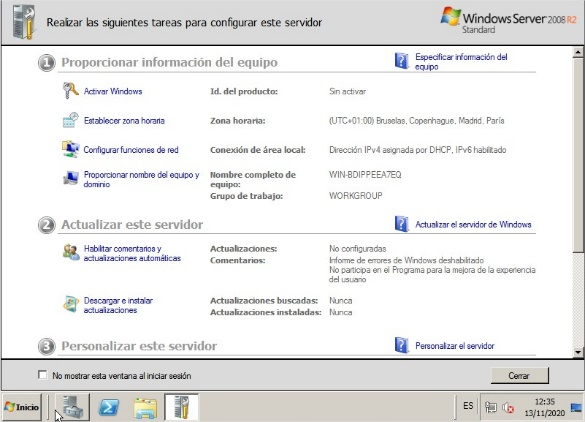 Realizar las siguientes tareas para configurar este servidor
Windows Server 2008 R2
Standard
1 Proporcionar información del equipo
Especificar información del
equipo
Activar Windows
Id. del producto:
Sin activar
Establecer zona horaria
Zona horaria:
(UTC+01:00) Bruselas, Copenhague, Madrid, París
Configurar funciones de red
Conexión de área local:
Dirección IPv4 asignada por DHCP, IPv6 habilitado
Proporcionar nombre del equipo y
dominio
Nombre completo de
equipo:
WIN-BDIPPEEA7EQ
Grupo de trabajo:
WORKGROUP
2 Actualizar este servidor
Actualizar el servidor de Windows
Habilitar comentarios y
actualizaciones automáticas
Actualizaciones:
No configuradas
Comentarios:
Informe de errores de Windows deshabilitado
No participa en el Programa para la mejora de la experiencia
del usuario
Descargar e instalar
actualizaciones
Actualizaciones buscadas:
Nunca
Actualizaciones instaladas:
Nunca
3 Personalizar este servidor
Personalizar el servidor
No mostrar esta ventana al iniciar sesión
Cerrar
Inicio
ES
12:35
13/11/2020